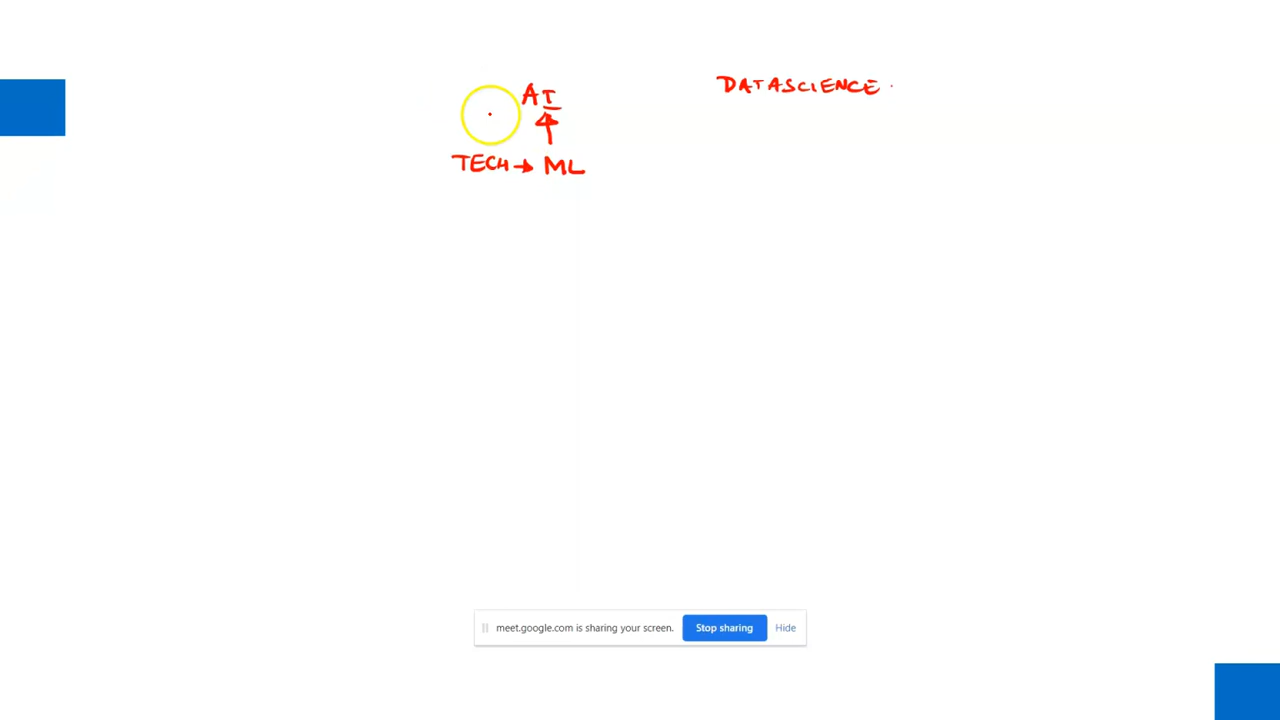 AI
DATASCIENCE
TECH → ML
meet.google.com is sharing your screen. Stop sharing Hide